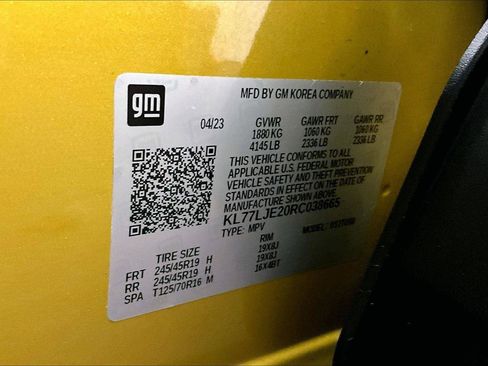 gm
MFD BY GM KOREA COMPANY
04/23 GVWR GAWR FRT GAWR RR
1880 KG 1060 KG 1060 KG
4145 LB 2336 LB 2336 LB
THIS VEHICLE CONFORMS TO ALL
APPLICABLE U.S. FEDERAL MOTOR
VEHICLE SAFETY AND THEFT PREVENTION
STANDARDS IN EFFECT ON THE DATE OF
MANUFACTURE SHOWN ABOVE
KL77LJE20RC038665
TYPE: MPV MODEL:
TIRE SIZE RIM
FRT 245/45R19 H 19X8J
RR 245/45R19 H 19X8J
SPA T125/70R16 M 16X4BT